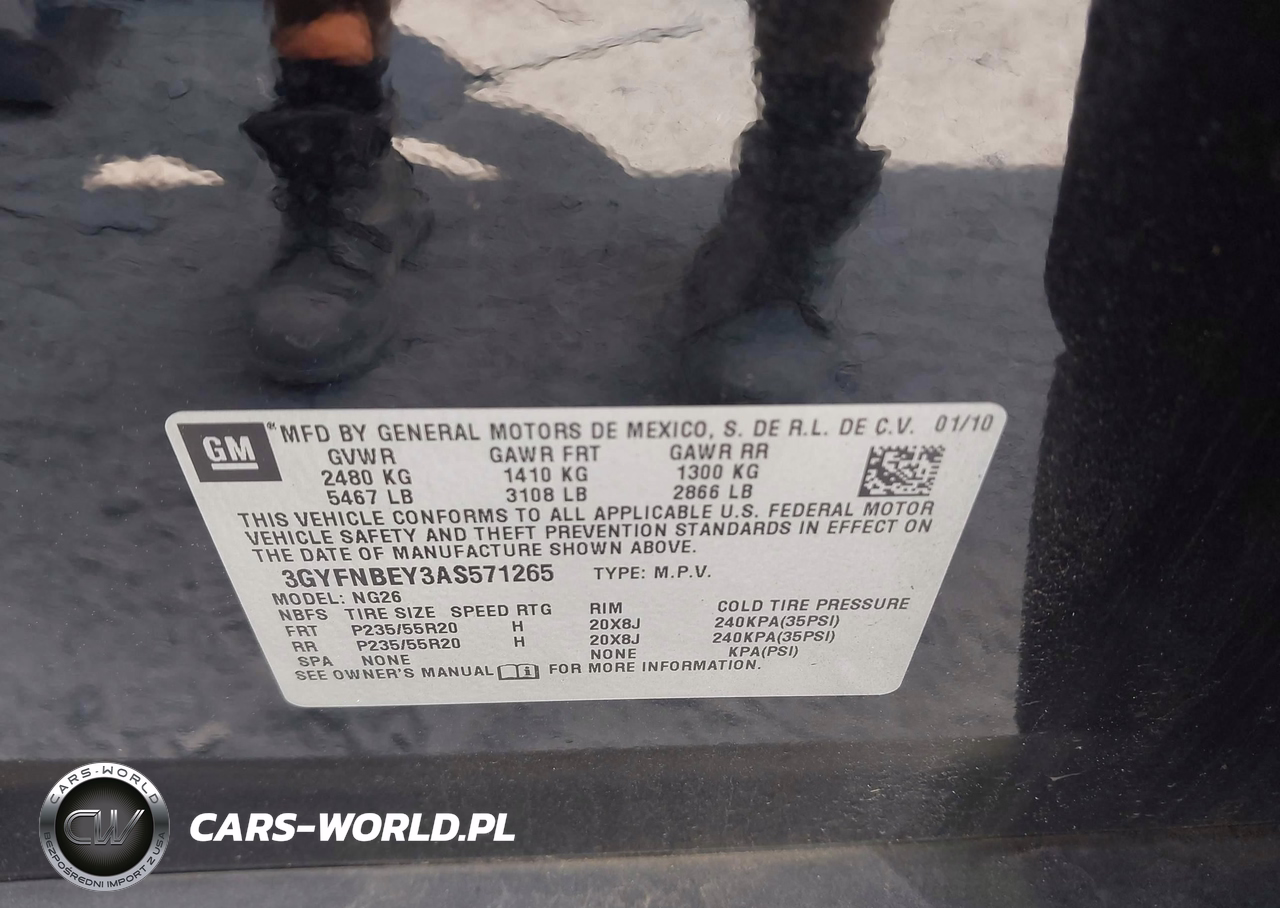 GM
MFD BY GENERAL MOTORS DE MEXICO, S. DE R.L. DE C.V. 01/10
GVWR GAWR FRT GAWR RR
2480 KG 1410 KG 1300 KG
5467 LB 3108 LB 2866 LB
THIS VEHICLE CONFORMS TO ALL APPLICABLE U.S. FEDERAL MOTOR
VEHICLE SAFETY AND THEFT PREVENTION STANDARDS IN EFFECT ON
THE DATE OF MANUFACTURE SHOWN ABOVE.
3GYFNBEY3AS571265 TYPE: M.P.V.
MODEL: NG26
NBFS TIRE SIZE SPEED RTG RIM COLD TIRE PRESSURE
FRT P235/55R20 H 20X8J 240KPA(35PSI)
RR P235/55R20 H 20X8J 240KPA(35PSI)
SPA NONE NONE KPA(PSI)
SEE OWNER'S MANUAL FOR MORE INFORMATION.
CARS-WORLD
CW
BEZPOŚREDNI IMPORT Z USA
CARS-WORLD.PL